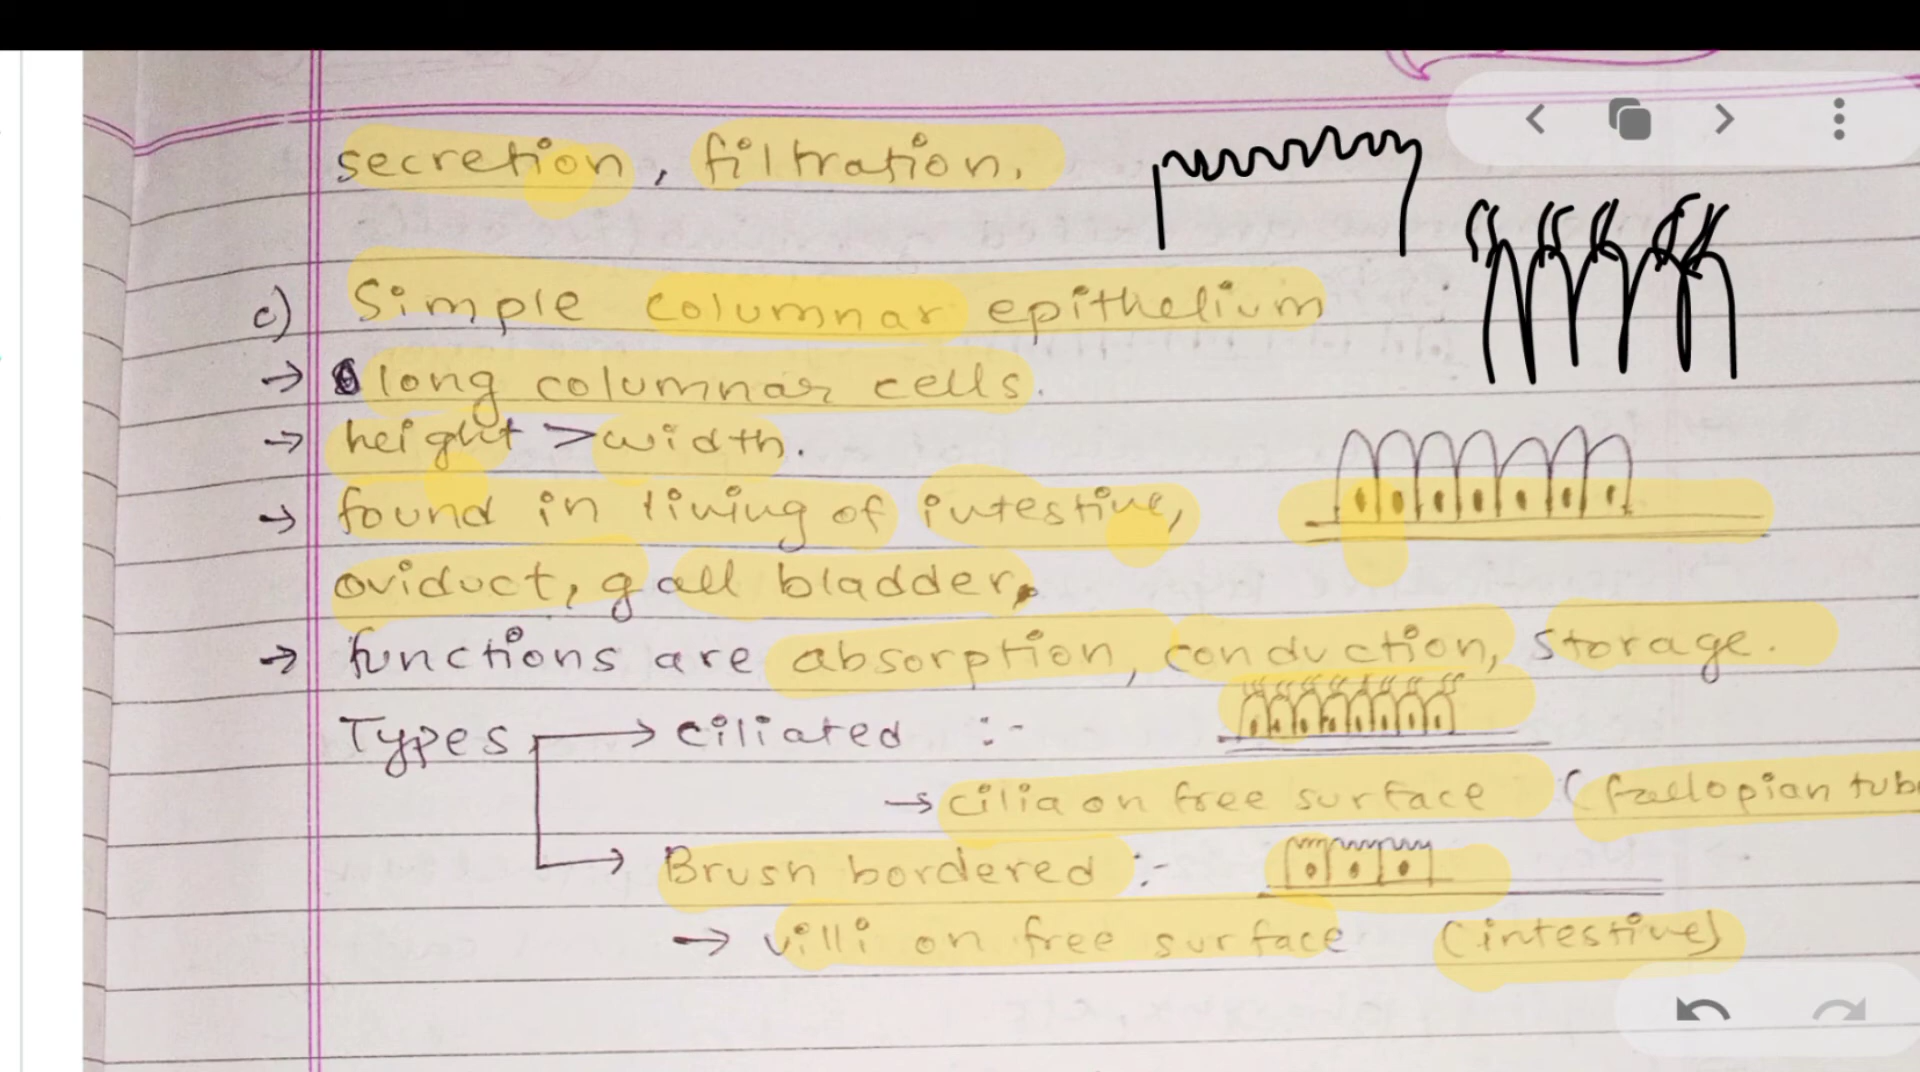 secretion, filtration.
c) Simple columnar epithelium
→ long columnar cells.
→ height > width.
→ found in lining of intestine,
oviduct, gall bladder.
→ functions are absorption, conduction, storage.
Types → ciliated :-
→ cilia on free surface (fallopian tub
→ Brush bordered :-
→ villi on free surface (intestine)